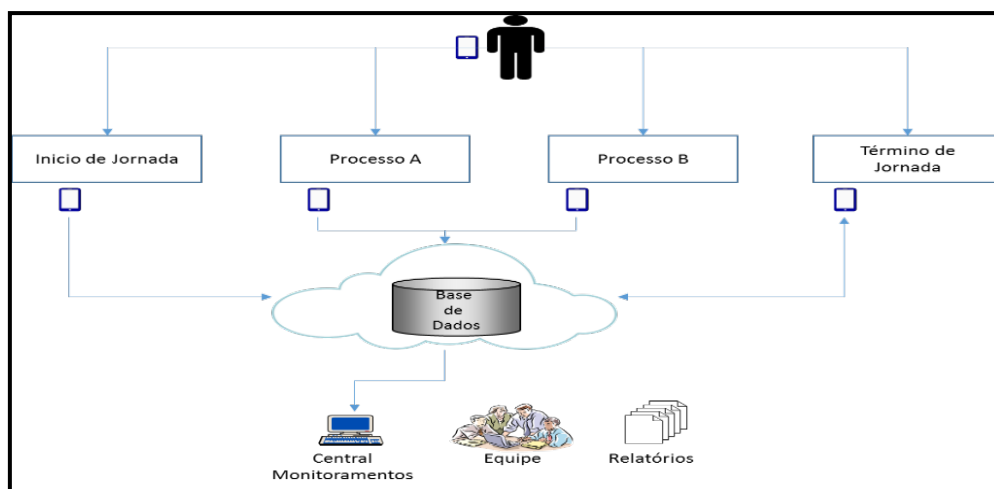 Inicio de Jornada
Processo A
Processo B
Término de
Jornada
Base
de
Dados
Central
Monitoramentos
Equipe
Relatórios